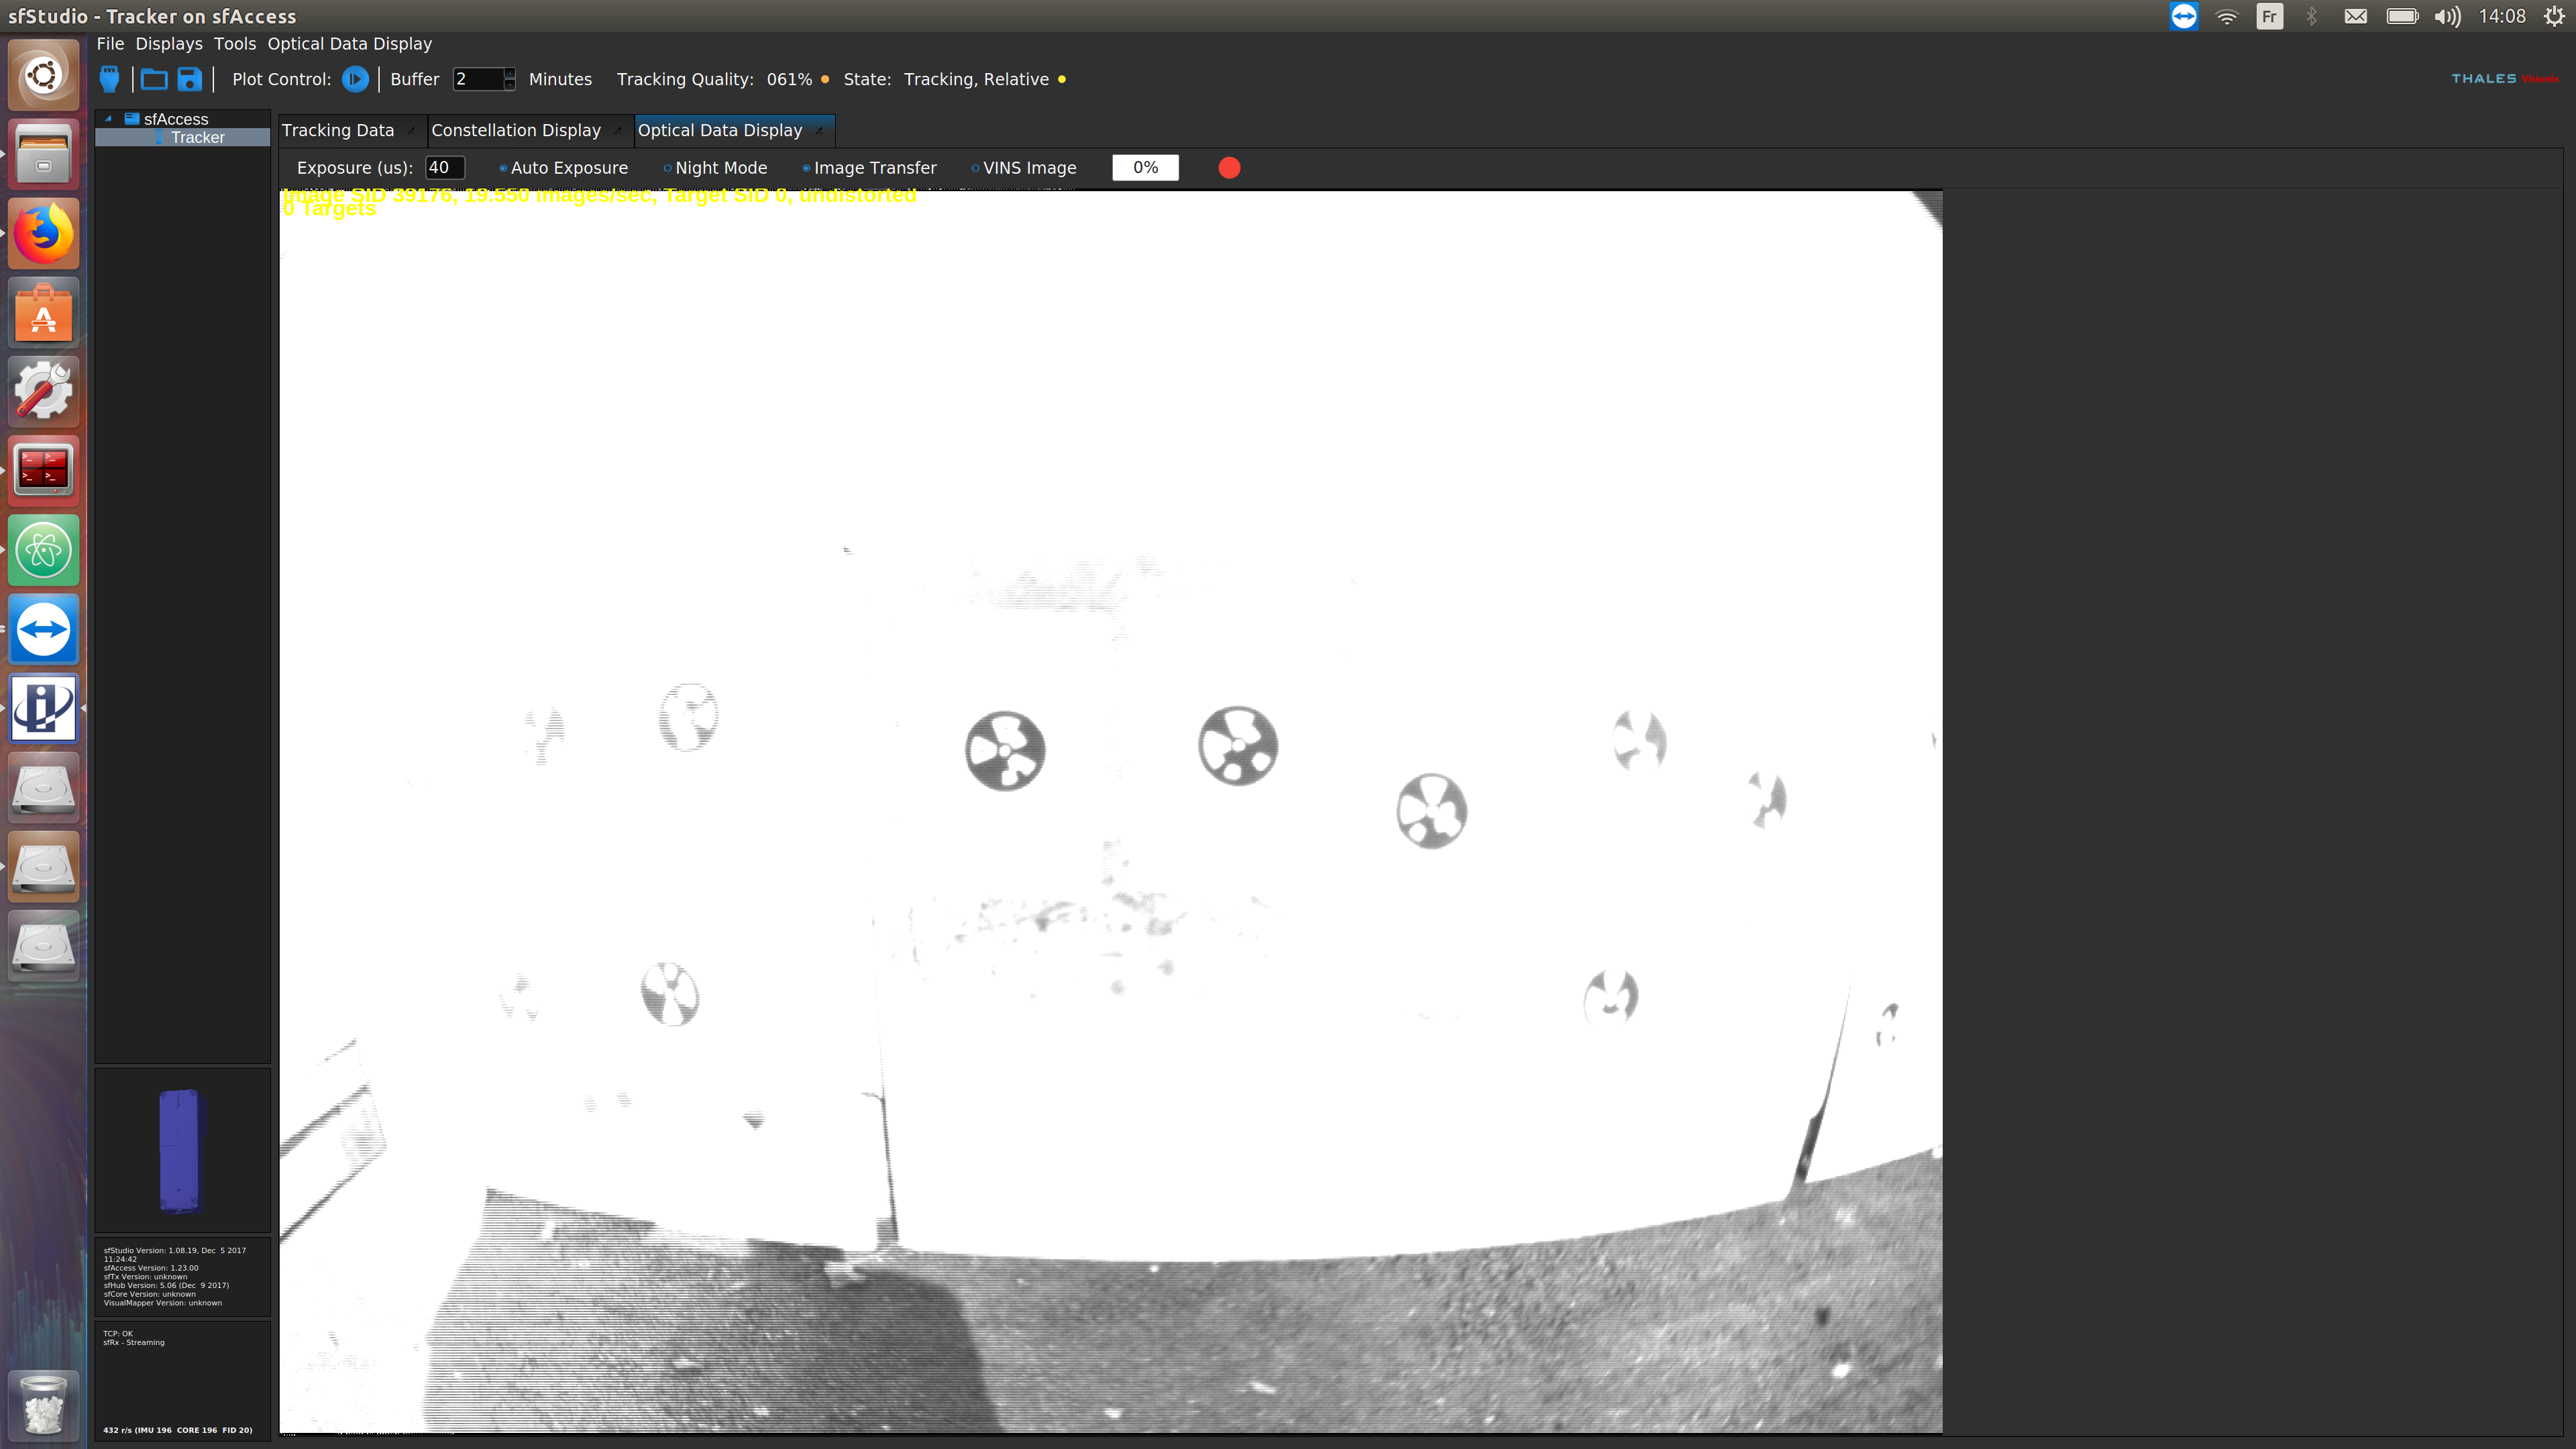 sfStudio - Tracker on sfAccess
Fr
14:08
File Displays Tools Optical Data Display
Plot Control: Buffer 2 Minutes Tracking Quality: 061% State: Tracking, Relative
THALES Visionix
sfAccess
Tracker
Tracking Data Constellation Display Optical Data Display
Exposure (us): 40 Auto Exposure Night Mode Image Transfer VINS Image 0%
Image SID 39176, 19.550 images/sec, Target SID 0, undistorted
0 Targets
sfStudio Version: 1.08.19, Dec 5 2017
11:24:42
sfAccess Version: 1.23.00
sfTx Version: unknown
sfHub Version: 5.06 (Dec 9 2017)
sfCore Version: unknown
VisualMapper Version: unknown
TCP: OK
sfRx - Streaming
432 r/s (IMU 196 CORE 196 FID 20)